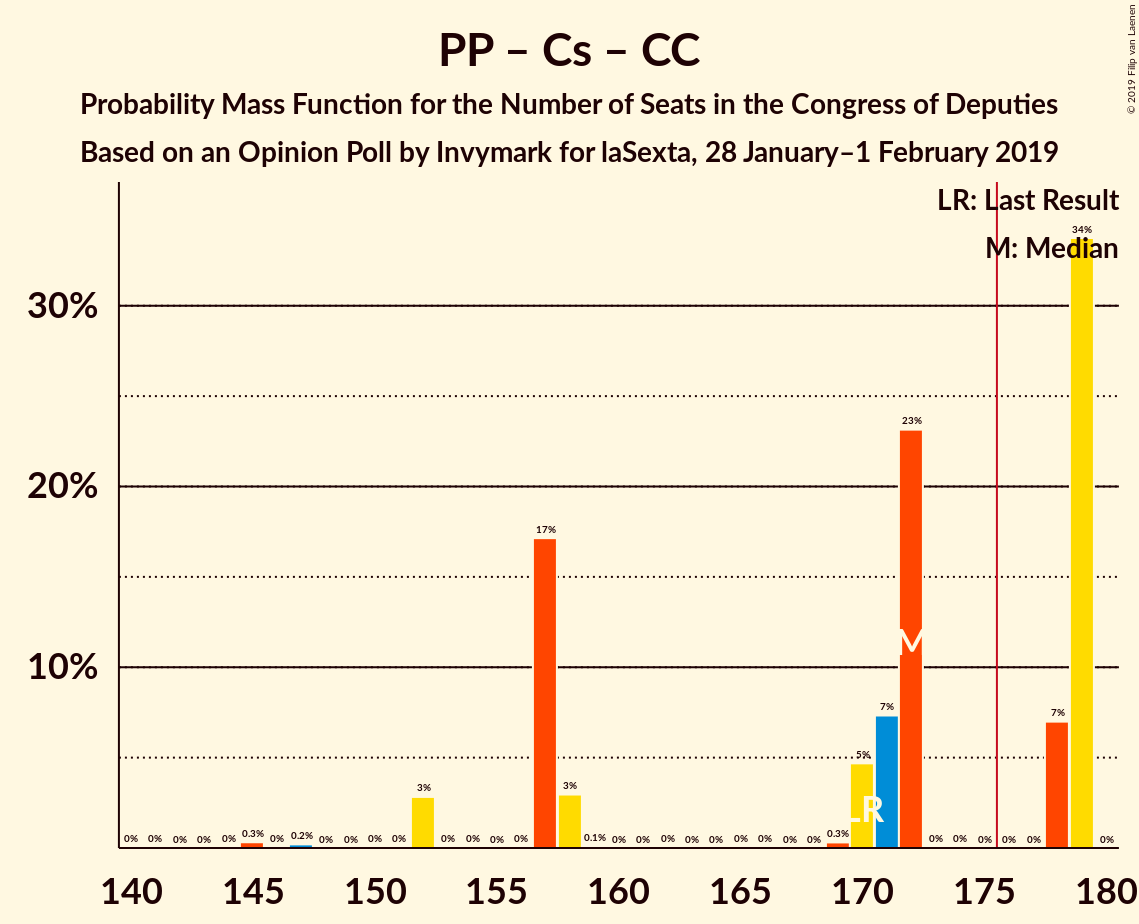 PP – Cs – CC
Probability Mass Function for the Number of Seats in the Congress of Deputies
Based on an Opinion Poll by Invymark for laSexta, 28 January–1 February 2019
© 2019 Filip van Laenen
LR: Last Result
M: Median
30%
20%
10%
0% 0% 0% 0% 0% 0.3% 0% 0.2% 0% 0% 0% 0% 3% 0% 0% 0% 0% 17% 3% 0.1% 0% 0% 0% 0% 0% 0% 0% 0% 0% 0.3% 5% 7% 23% 0% 0% 0% 0% 0% 7% 34% 0%
LR
M
140 145 150 155 160 165 170 175 180